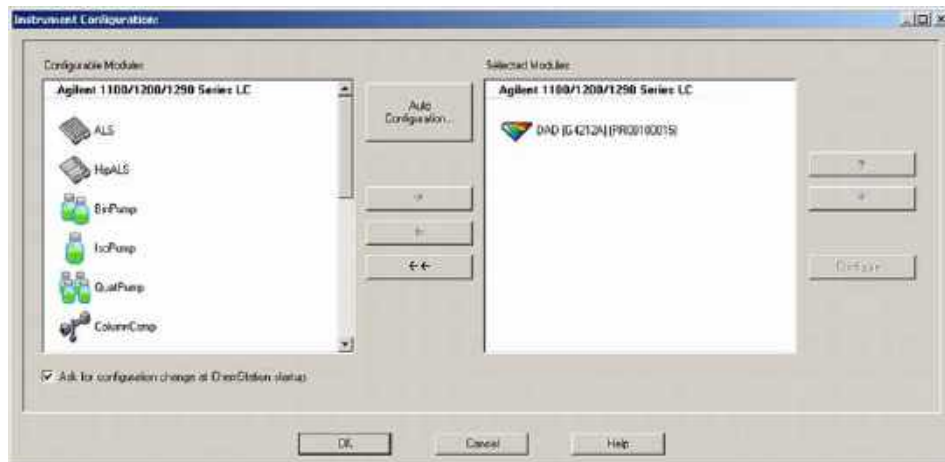 Instrument Configuration:
Configurable Modules:
Agilent 1100/1200/1290 Series LC
ALS
HipALS
BinPump
IsoPump
QuatPump
ColumnComp
Auto
Configuration...
←←
Selected Modules:
Agilent 1100/1200/1290 Series LC
DAD [G4212A] (PR00100015)
Configure
Ask for configuration change at ChemStation startup
OK
Cancel
Help